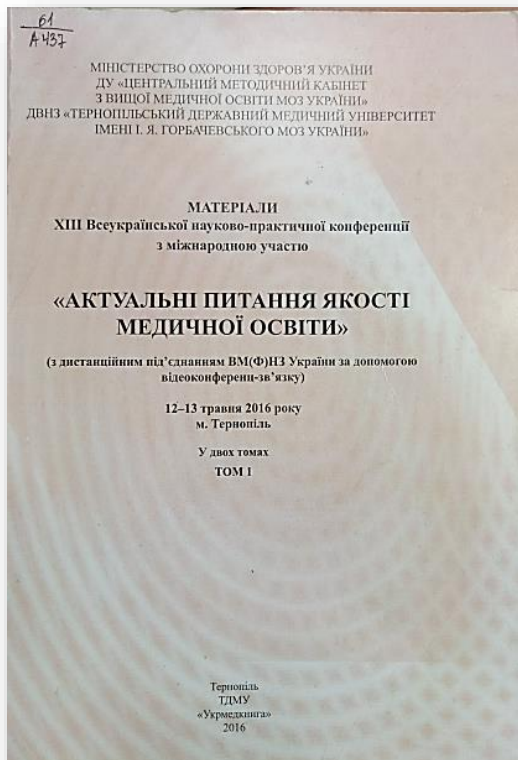 61
А 437
МІНІСТЕРСТВО ОХОРОНИ ЗДОРОВ’Я УКРАЇНИ
ДУ «ЦЕНТРАЛЬНИЙ МЕТОДИЧНИЙ КАБІНЕТ
З ВИЩОЇ МЕДИЧНОЇ ОСВІТИ МОЗ УКРАЇНИ»
ДВНЗ «ТЕРНОПІЛЬСЬКИЙ ДЕРЖАВНИЙ МЕДИЧНИЙ УНІВЕРСИТЕТ
ІМЕНІ І. Я. ГОРБАЧЕВСЬКОГО МОЗ УКРАЇНИ»
МАТЕРІАЛИ
XIII Всеукраїнської науково-практичної конференції
з міжнародною участю
«АКТУАЛЬНІ ПИТАННЯ ЯКОСТІ
МЕДИЧНОЇ ОСВІТИ»
(з дистанційним під’єднанням ВМ(Ф)НЗ України за допомогою
відеоконференц-зв’язку)
12–13 травня 2016 року
м. Тернопіль
У двох томах
ТОМ 1
Тернопіль
ТДМУ
«Укрмедкнига»
2016